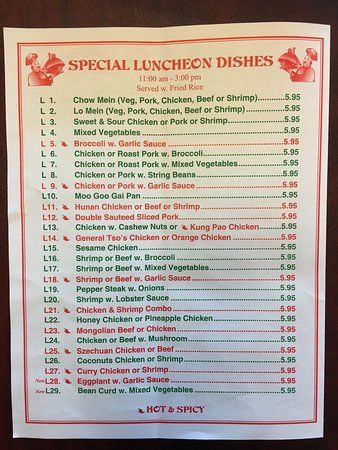 SPECIAL LUNCHEON DISHES
11:00 am - 3:00 pm
Served w. Fried Rice
L 1. Chow Mein (Veg, Pork, Chicken, Beef or Shrimp)............5.95
L 2. Lo Mein (Veg, Pork, Chicken, Beef or Shrimp)................5.95
L 3. Sweet & Sour Chicken or Pork or Shrimp......................5.95
L 4. Mixed Vegetables.............................................................5.95
L 5. Broccoli w. Garlic Sauce..................................................5.95
L 6. Chicken or Roast Pork w. Broccoli..................................5.95
L 7. Chicken or Roast Pork w. Mixed Vegetables..................5.95
L 8. Chicken or Pork w. String Beans.....................................5.95
L 9. Chicken or Pork w. Garlic Sauce.....................................5.95
L10. Moo Goo Gai Pan.............................................................5.95
L11. Hunan Chicken or Beef or Shrimp...................................5.95
L12. Double Sauteed Sliced Pork............................................5.95
L13. Chicken w. Cashew Nuts or Kung Pao Chicken..........5.95
L14. General Tso's Chicken or Orange Chicken....................5.95
L15. Sesame Chicken...............................................................5.95
L16. Shrimp or Beef w. Broccoli..............................................5.95
L17. Shrimp or Beef w. Mixed Vegetables..............................5.95
L18. Shrimp or Beef w. Garlic Sauce......................................5.95
L19. Pepper Steak w. Onions...................................................5.95
L20. Shrimp w. Lobster Sauce.................................................5.95
L21. Chicken & Shrimp Combo...............................................5.95
L22. Honey Chicken or Pineapple Chicken............................5.95
L23. Mongolian Beef or Chicken..............................................5.95
L24. Chicken or Beef w. Mushroom........................................5.95
L25. Szechuan Chicken or Beef...............................................5.95
L26. Coconuts Chicken or Shrimp..........................................5.95
L27. Curry Chicken or Shrimp.................................................5.95
New L28. Eggplant w. Garlic Sauce................................................5.95
New L29. Bean Curd w. Mixed Vegetables.....................................5.95
HOT & SPICY